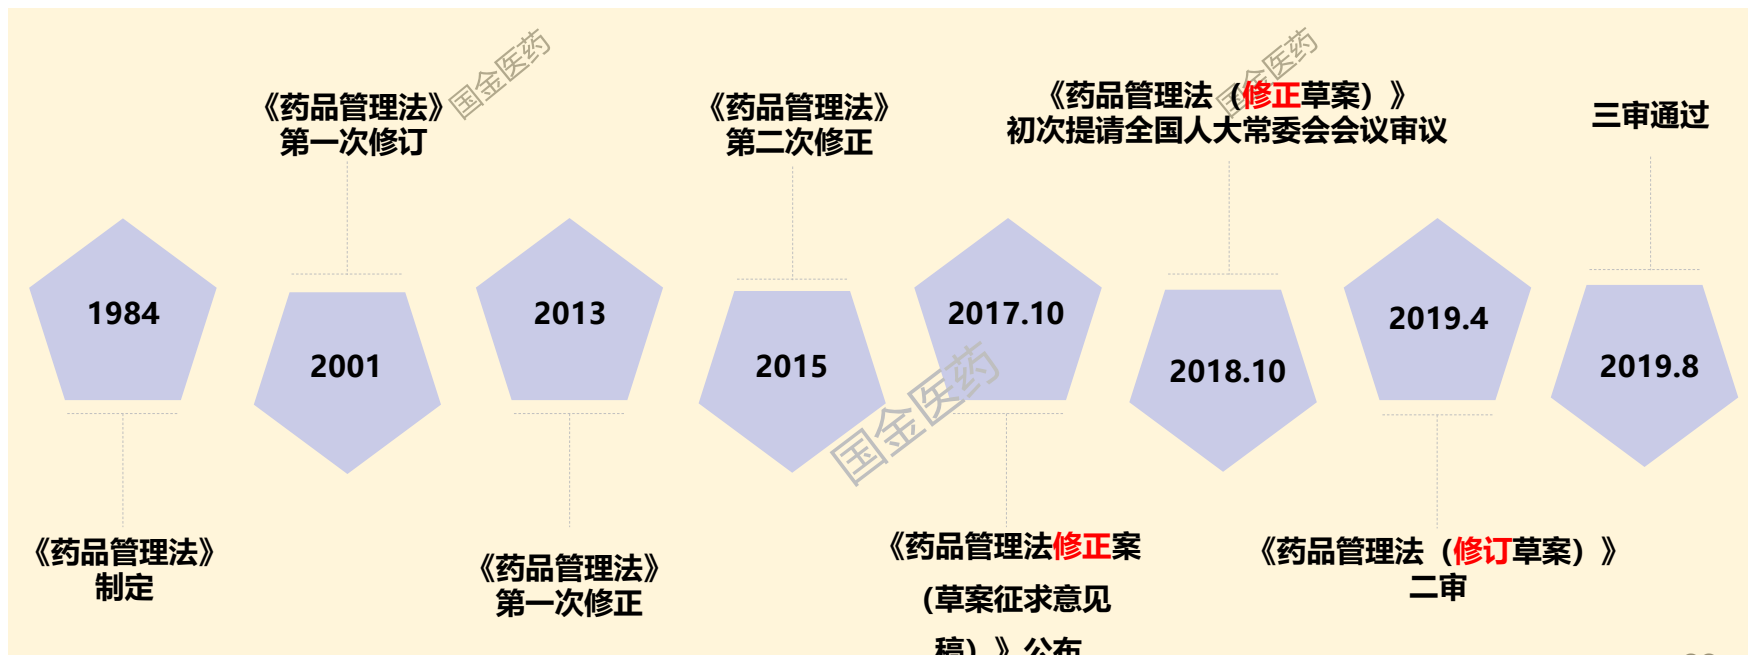 国金医药
国金医药
《药品管理法》
第一次修订
《药品管理法》
第二次修正
《药品管理法（修正草案）》
初次提请全国人大常委会会议审议
三审通过
1984
2001
2013
2015
2017.10
2018.10
2019.4
2019.8
国金医药
《药品管理法》
制定
《药品管理法》
第一次修正
《药品管理法修正案
（草案征求意见
稿）》公布
《药品管理法（修订草案）》
二审